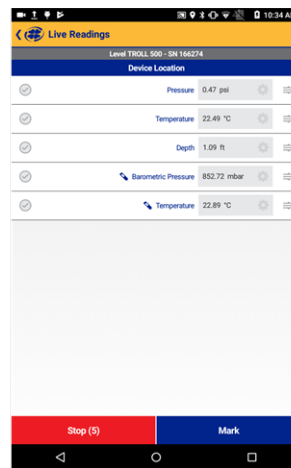 10:34 AM
Live Readings
Level TROLL 500 - SN 166274
Device Location
Pressure 0.47 psi
Temperature 22.49 °C
Depth 1.09 ft
Barometric Pressure 852.72 mbar
Temperature 22.89 °C
Stop (5) Mark